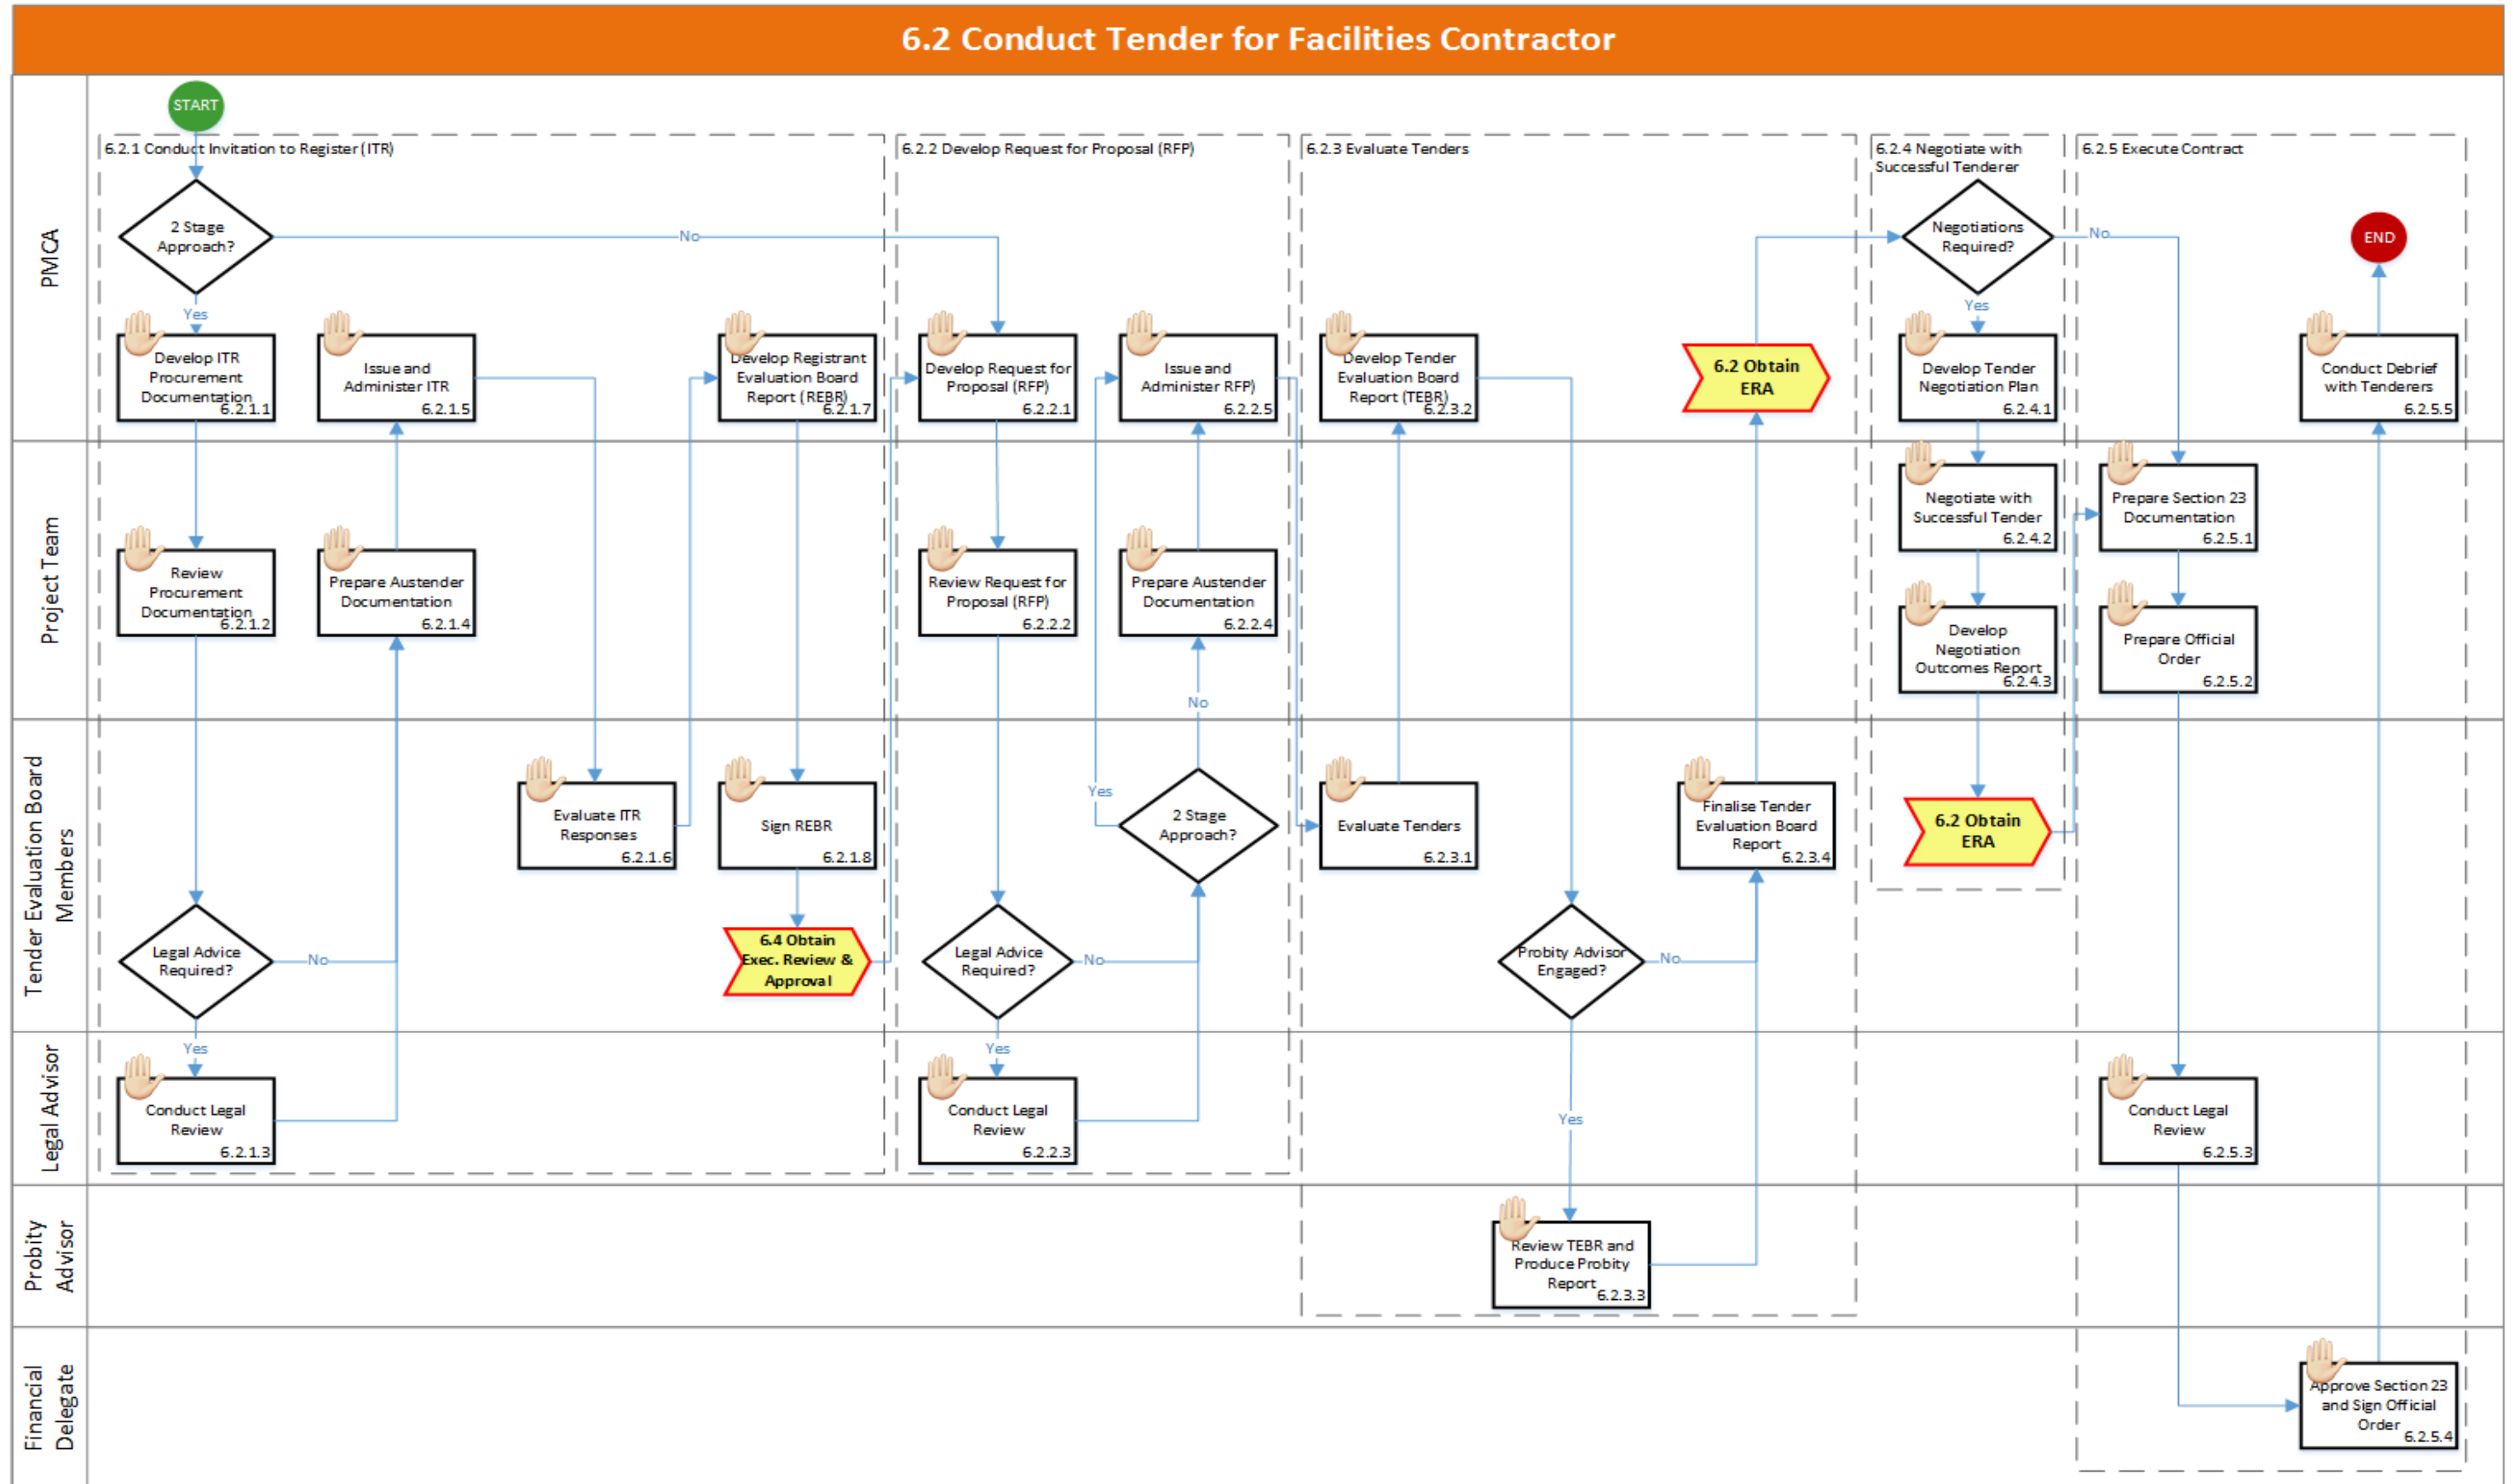 6.2 Conduct Tender for Facilities Contractor
PMCA
START
6.2.1 Conduct Invitation to Register (ITR)
2 Stage
Approach?
No
Yes
Develop ITR
Procurement
Documentation
6.2.1.1
Issue and
Administer ITR
6.2.1.5
Develop Registrant
Evaluation Board
Report (REBR)
6.2.1.7
6.2.2 Develop Request for Proposal (RFP)
Develop Request for
Proposal (RFP)
6.2.2.1
Issue and
Administer RFP)
6.2.2.5
6.2.3 Evaluate Tenders
Develop Tender
Evaluation Board
Report (TEBR)
6.2.3.2
6.2 Obtain
ERA
6.2.4 Negotiate with
Successful Tenderer
Negotiations
Required?
No
Yes
Develop Tender
Negotiation Plan
6.2.4.1
6.2.5 Execute Contract
END
Conduct Debrief
with Tenderers
6.2.5.5
Project Team
Review
Procurement
Documentation
6.2.1.2
Prepare Austender
Documentation
6.2.1.4
Review Request for
Proposal (RFP)
6.2.2.2
Prepare Austender
Documentation
6.2.2.4
No
Negotiate with
Successful Tender
6.2.4.2
Develop
Negotiation
Outcomes Report
6.2.4.3
Prepare Section 23
Documentation
6.2.5.1
Prepare Official
Order
6.2.5.2
Tender Evaluation Board
Members
Legal Advice
Required?
No
Evaluate ITR
Responses
6.2.1.6
Sign REBR
6.2.1.8
6.4 Obtain
Exec. Review &
Approval
Legal Advice
Required?
No
Yes
2 Stage
Approach?
Evaluate Tenders
6.2.3.1
Probity Advisor
Engaged?
No
Finalise Tender
Evaluation Board
Report
6.2.3.4
6.2 Obtain
ERA
Legal Advisor
Yes
Conduct Legal
Review
6.2.1.3
Yes
Conduct Legal
Review
6.2.2.3
Yes
Conduct Legal
Review
6.2.5.3
Probity
Advisor
Review TEBR and
Produce Probity
Report
6.2.3.3
Financial
Delegate
Approve Section 23
and Sign Official
Order
6.2.5.4